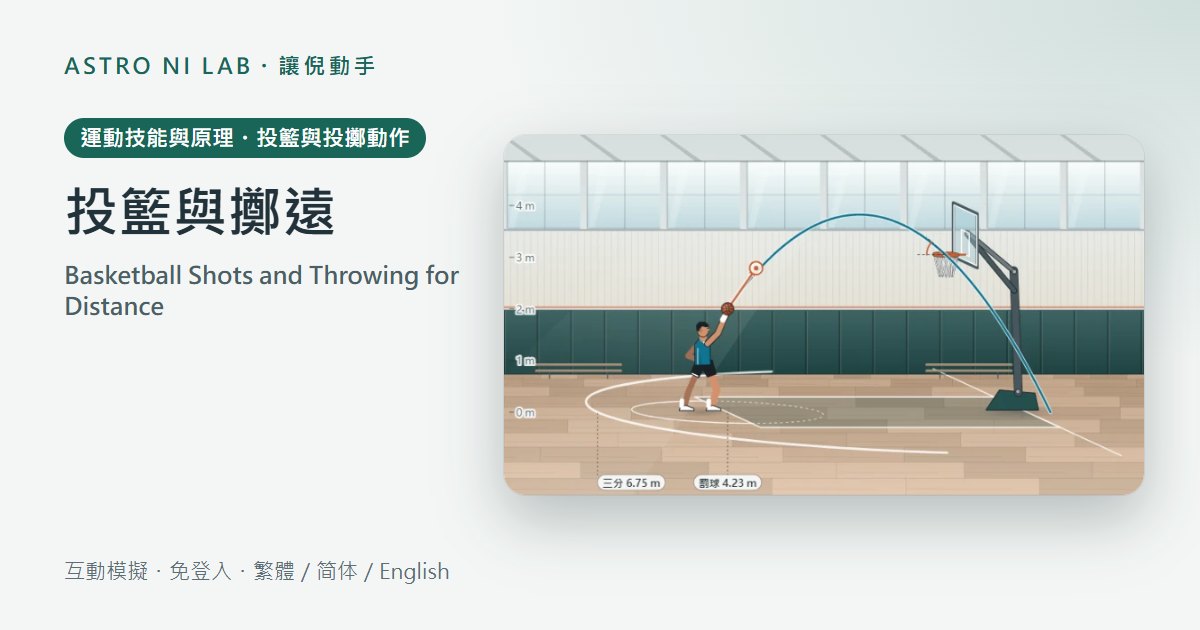 ASTRO NI LAB · 讓倪動手
運動技能與原理 · 投籃與投擲動作
投籃與擲遠
Basketball Shots and Throwing for
Distance
4 m
3 m
2 m
1 m
0 m
三分 6.75 m
罰球 4.23 m
互動模擬 · 免登入 · 繁體 / 简体 / English